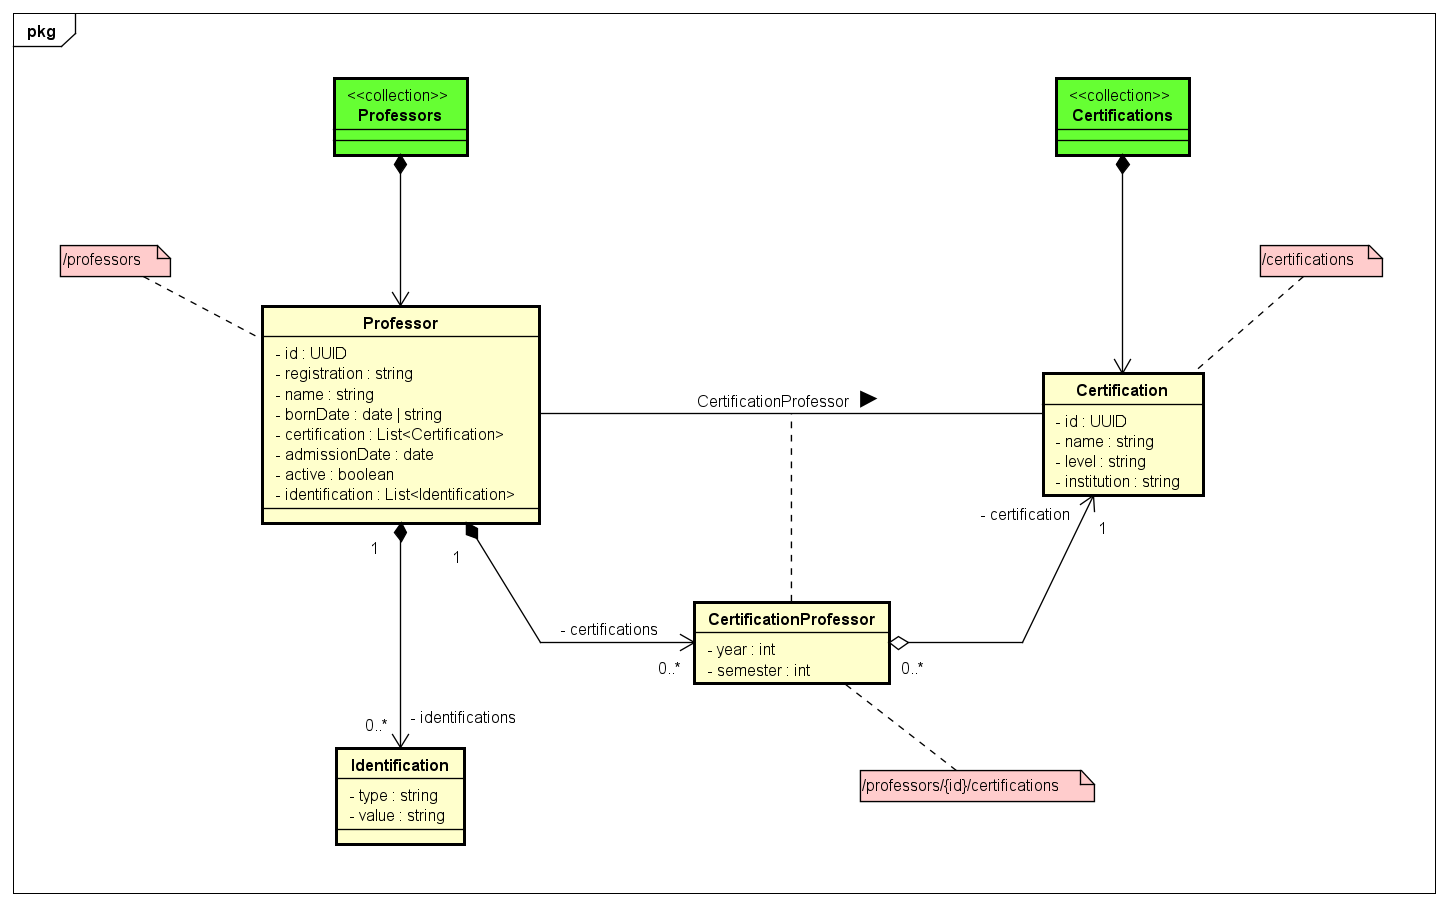 pkg
<<collection>>
Professors
<<collection>>
Certifications
/professors
/certifications
Professor
- id : UUID
- registration : string
- name : string
- bornDate : date | string
- certification : List<Certification>
- admissionDate : date
- active : boolean
- identification : List<Identification>
CertificationProfessor
Certification
- id : UUID
- name : string
- level : string
- institution : string
- certification
1
1
1
- certifications
0..*
CertificationProfessor
- year : int
- semester : int
0..*
0..*
- identifications
Identification
- type : string
- value : string
/professors/{id}/certifications